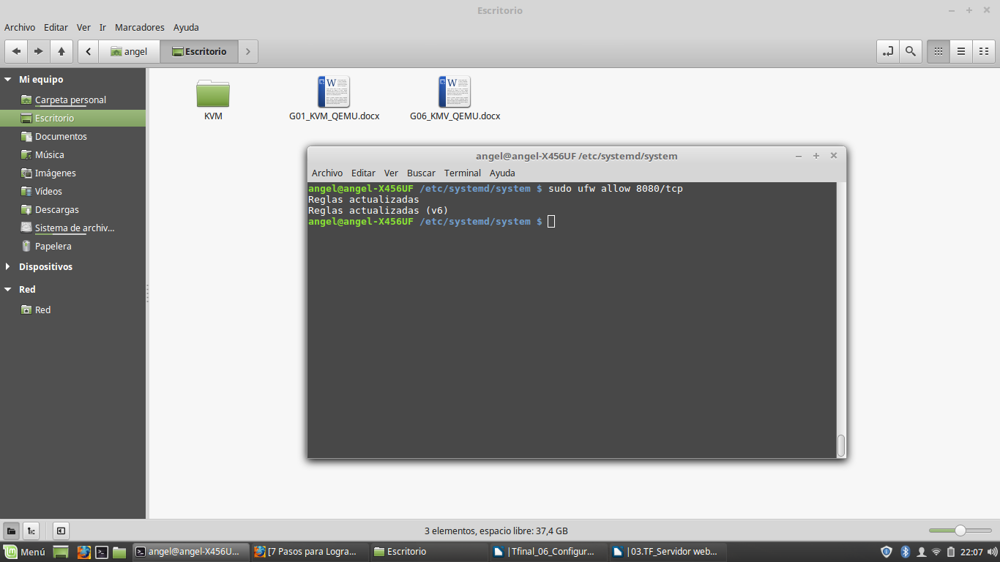 Escritorio
Archivo Editar Ver Ir Marcadores Ayuda
angel Escritorio
Mi equipo
Carpeta personal
Escritorio
Documentos
Música
Imágenes
Vídeos
Descargas
Sistema de archiv...
Papelera
Dispositivos
Red
Red
KVM
G01_KVM_QEMU.docx
G06_KMV_QEMU.docx
angel@angel-X456UF /etc/systemd/system
Archivo Editar Ver Buscar Terminal Ayuda
angel@angel-X456UF /etc/systemd/system $ sudo ufw allow 8080/tcp
Reglas actualizadas
Reglas actualizadas (v6)
angel@angel-X456UF /etc/systemd/system $
3 elementos, espacio libre: 37,4 GB
Menú angel@angel-X456U... [7 Pasos para Logra... Escritorio |Tfinal_06_Configur... |03.TF_Servidor web... 22:07